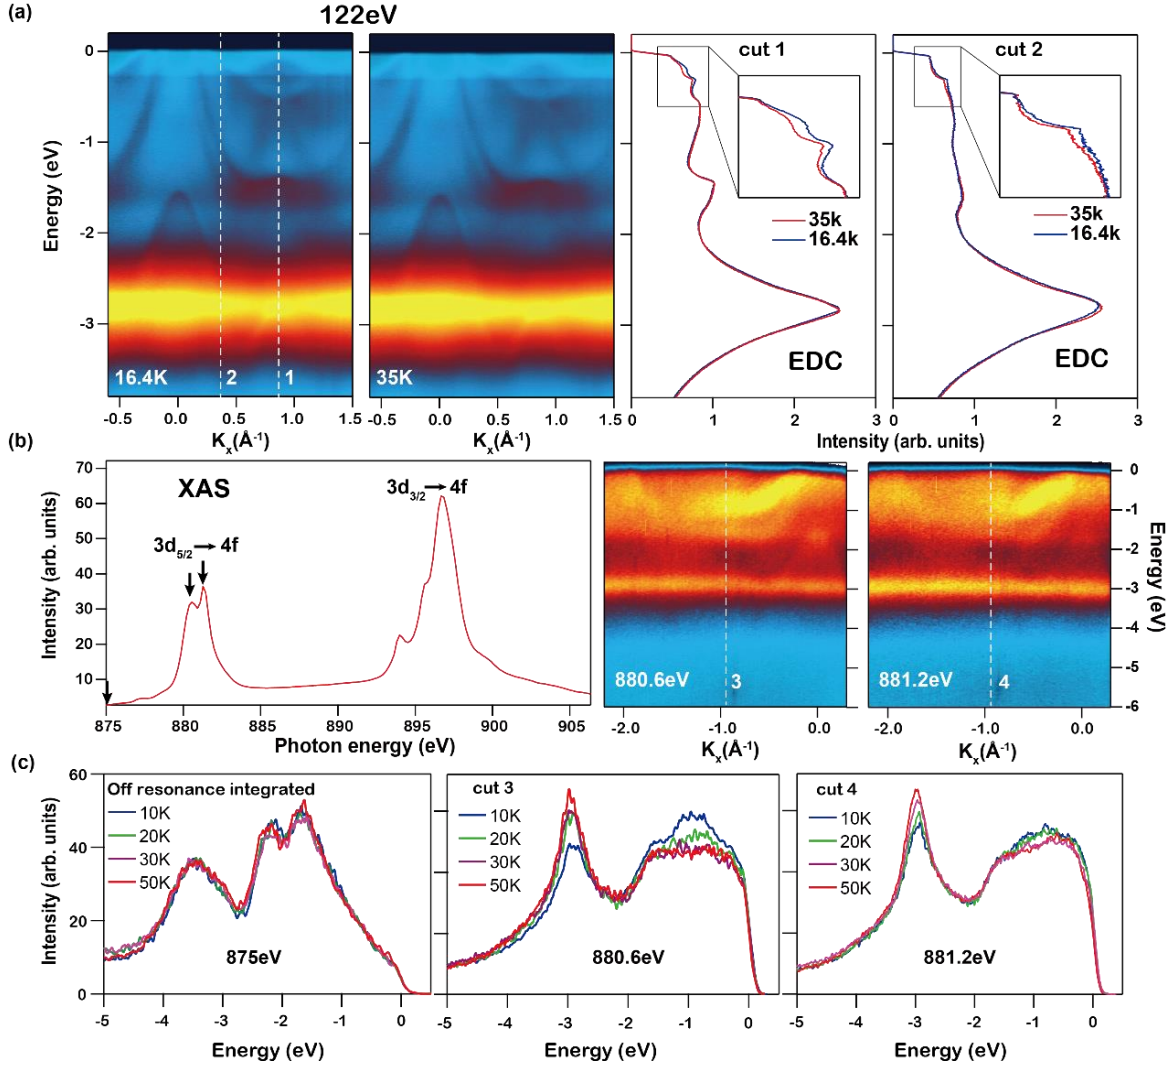 (a)
122eV
0
-1
-2
-3
Energy (eV)
16.4K
2
1
35K
-0.5 0.0 0.5 1.0 1.5
-0.5 0.0 0.5 1.0 1.5
Kx(Å-1)
Kx(Å-1)
cut 1
35k
16.4k
EDC
0 1 2 3
cut 2
35k
16.4k
EDC
0 1 2 3
Intensity (arb. units)
(b)
70
60
50
40
30
20
10
Intensity (arb. units)
XAS
3d5/2 → 4f
3d3/2 → 4f
875 880 885 890 895 900 905
Photon energy (eV)
880.6eV
3
-2.0 -1.0 0.0
Kx(Å-1)
881.2eV
4
-2.0 -1.0 0.0
Kx(Å-1)
0
-1
-2
-3
-4
-5
-6
Energy (eV)
(c)
60
40
20
0
Intensity (arb. units)
Off resonance integrated
10K
20K
30K
50K
875eV
-5 -4 -3 -2 -1 0
Energy (eV)
cut 3
10K
20K
30K
50K
880.6eV
-5 -4 -3 -2 -1 0
Energy (eV)
cut 4
10K
20K
30K
50K
881.2eV
-5 -4 -3 -2 -1 0
Energy (eV)